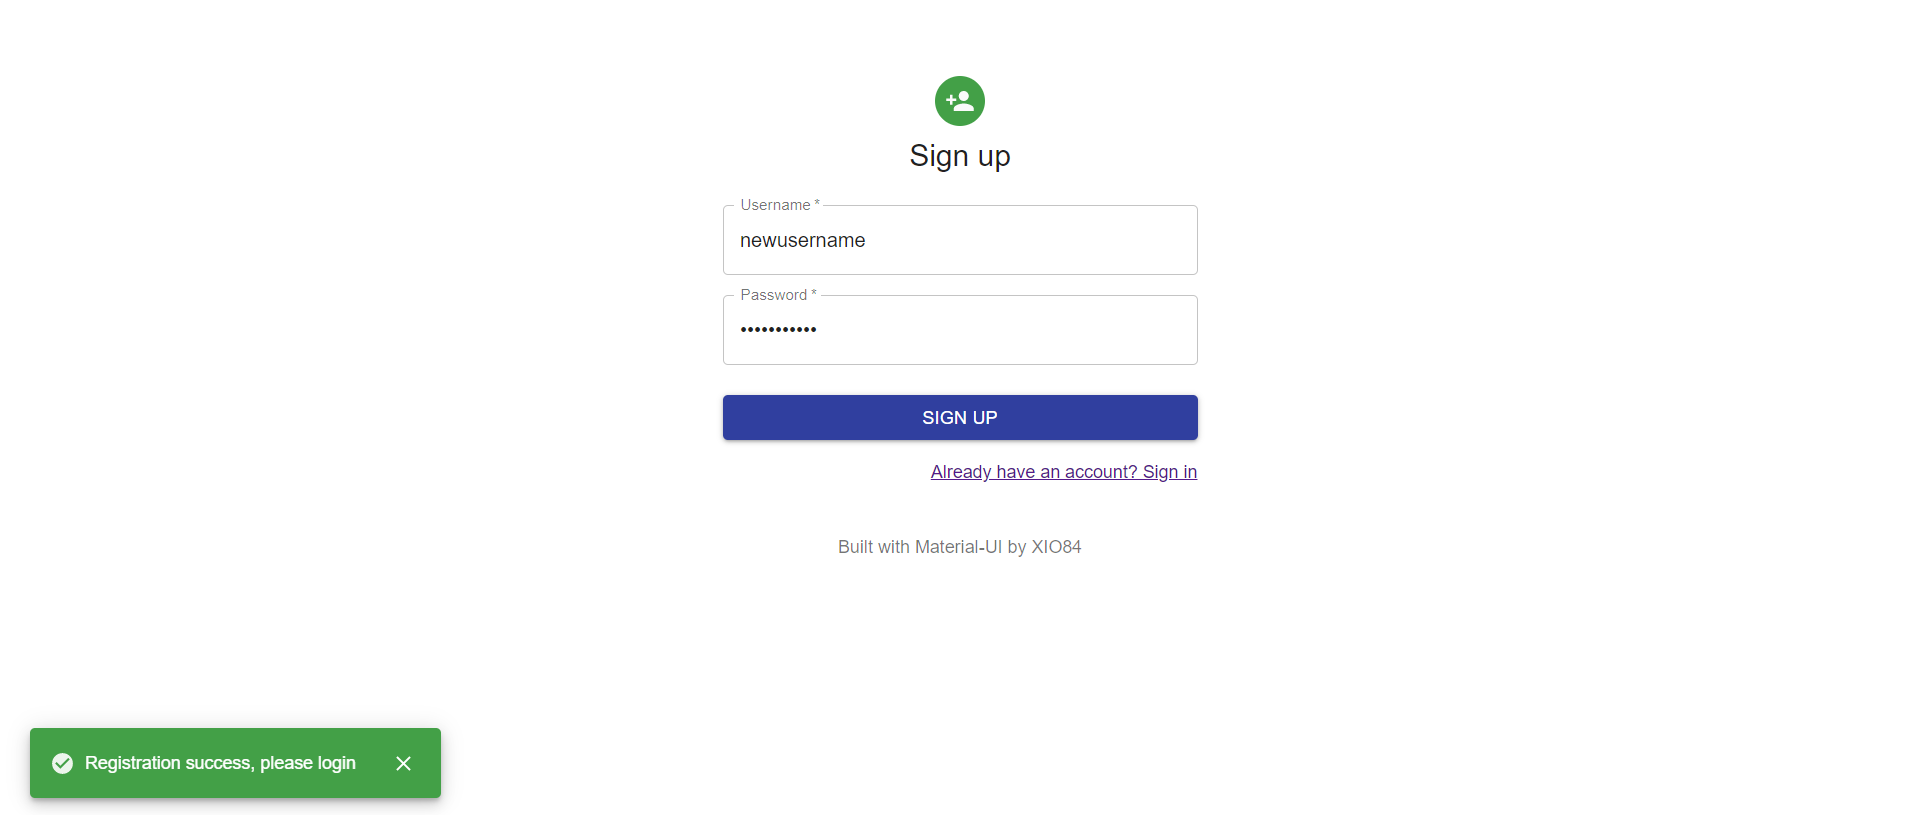 Sign up
Username *
newusername
Password *
•••••••••••
SIGN UP
Already have an account? Sign in
Built with Material-UI by XIO84
Registration success, please login